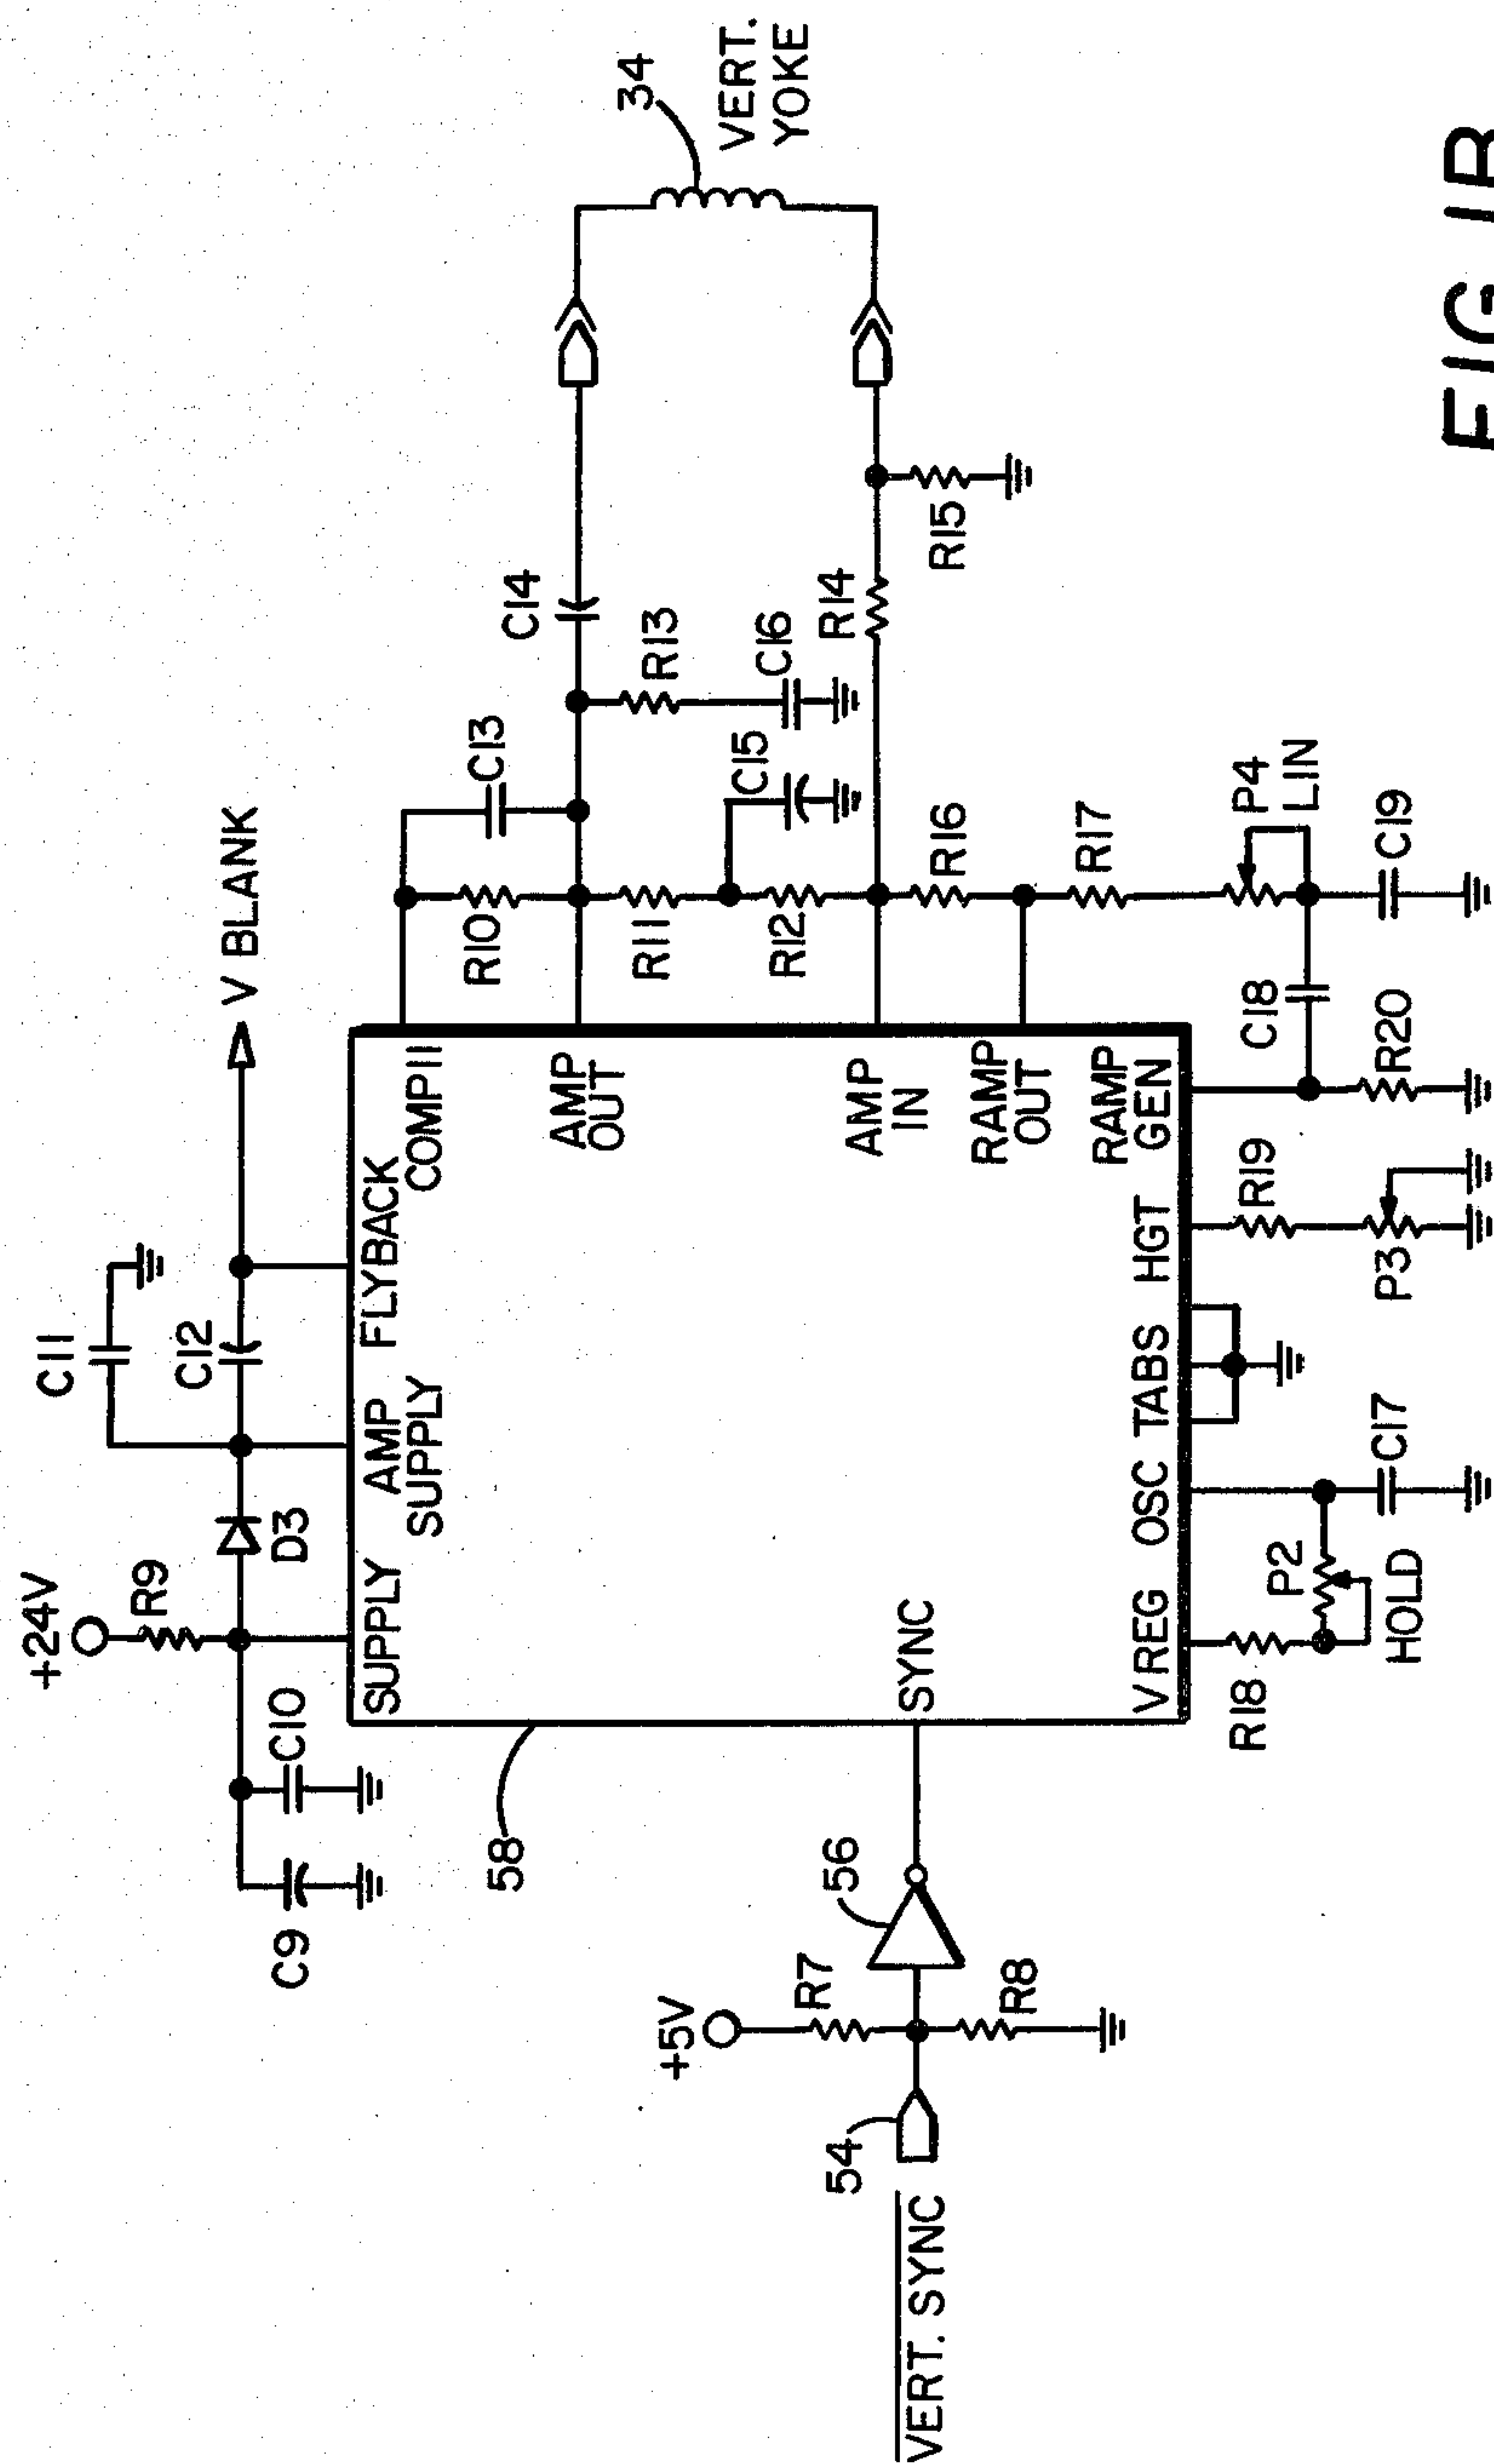 +24V
R9
C11
C12
V BLANK
D3
C9
C10
SUPPLY
AMP
SUPPLY
FLYBACK
COMP11
C13
R10
C14
34
VERT.
YOKE
AMP
OUT
R11
R13
C15
C16
R12
58
+5V
R7
56
54
VERT. SYNC
R8
SYNC
AMP
IN
R14
R15
R16
RAMP
OUT
R17
RAMP
GEN
V REG
OSC
TABS
HGT
R18
P2
HOLD
C17
R19
P3
C18
R20
P4
LIN
C19
FIG. 1B